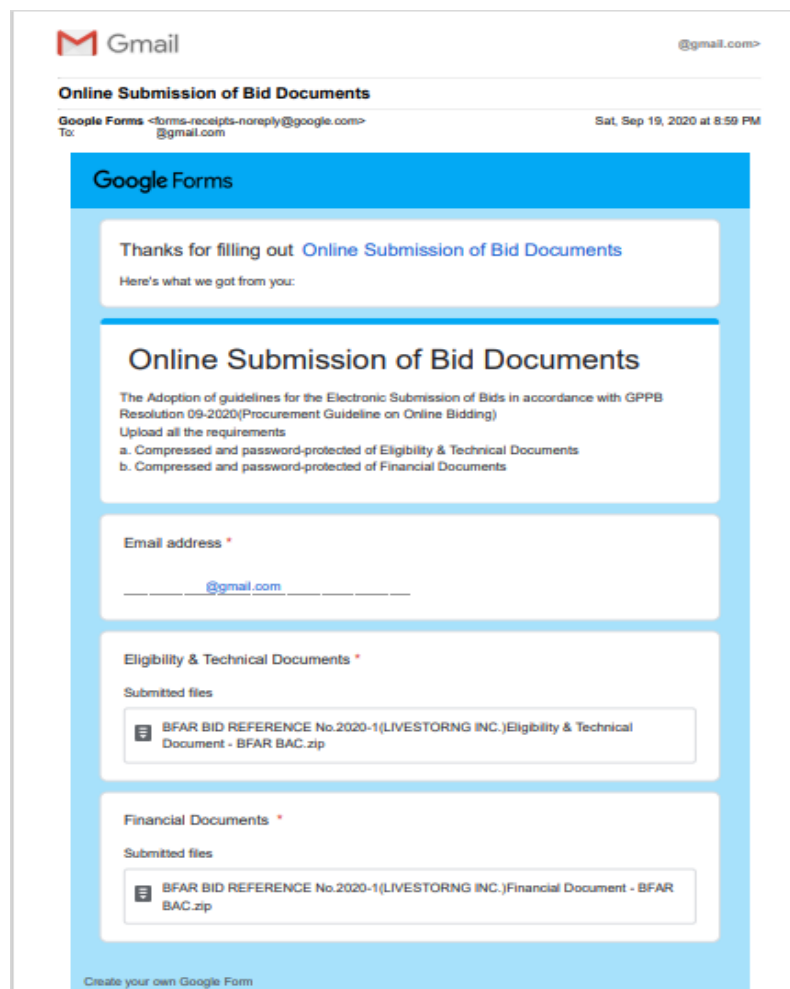 Gmail
@gmail.com>
Online Submission of Bid Documents
Google Forms <forms-receipts-noreply@google.com>
Sat, Sep 19, 2020 at 8:59 PM
To: @gmail.com
Google Forms
Thanks for filling out Online Submission of Bid Documents
Here's what we got from you:
Online Submission of Bid Documents
The Adoption of guidelines for the Electronic Submission of Bids in accordance with GPPB
Resolution 09-2020(Procurement Guideline on Online Bidding)
Upload all the requirements
a. Compressed and password-protected of Eligibility & Technical Documents
b. Compressed and password-protected of Financial Documents
Email address *
@gmail.com
Eligibility & Technical Documents *
Submitted files
BFAR BID REFERENCE No.2020-1(LIVESTORNG INC.)Eligibility & Technical
Document - BFAR BAC.zip
Financial Documents *
Submitted files
BFAR BID REFERENCE No.2020-1(LIVESTORNG INC.)Financial Document - BFAR
BAC.zip
Create your own Google Form